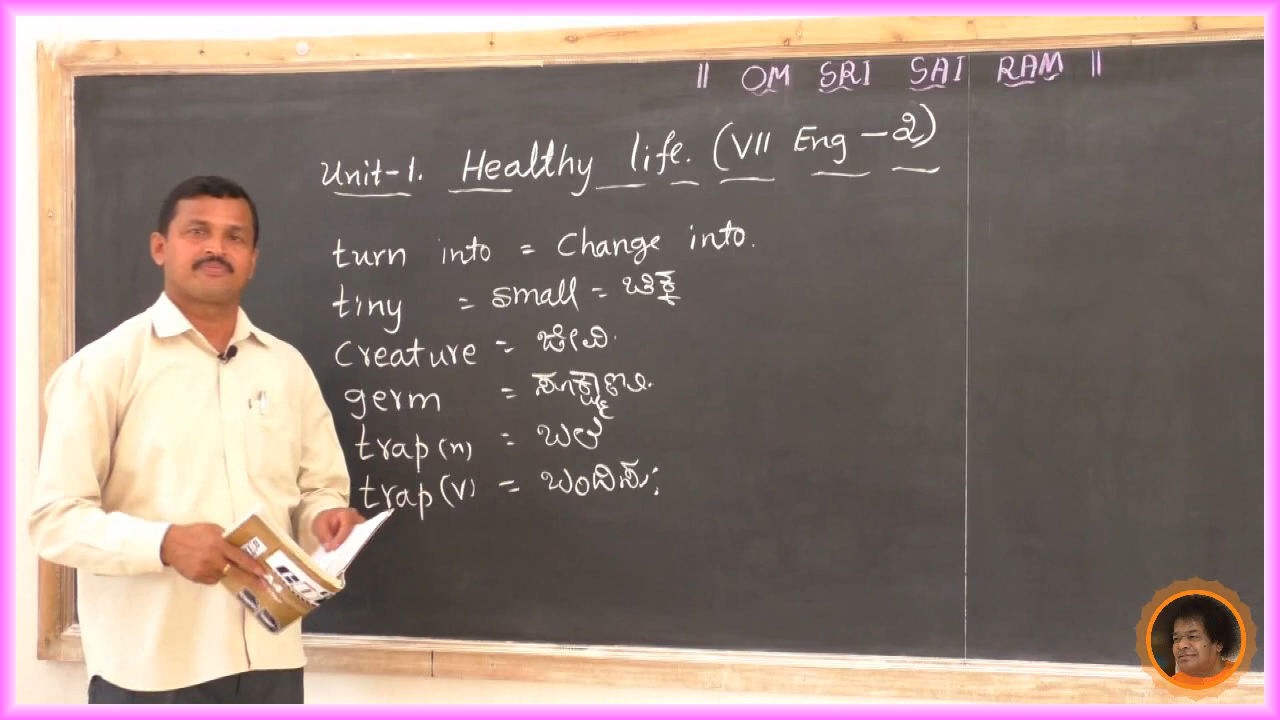 || OM SRI SAI RAM ||
Unit-1. Healthy life. (VII Eng - 2)
turn into = Change into.
tiny = small = ಚಿಕ್ಕ
Creature = ಜೀವಿ.
germ = ಸೂಕ್ಷ್ಮಾಣು.
trap(n) = ಬಲೆ
trap(v) = ಬಂಧಿಸು;